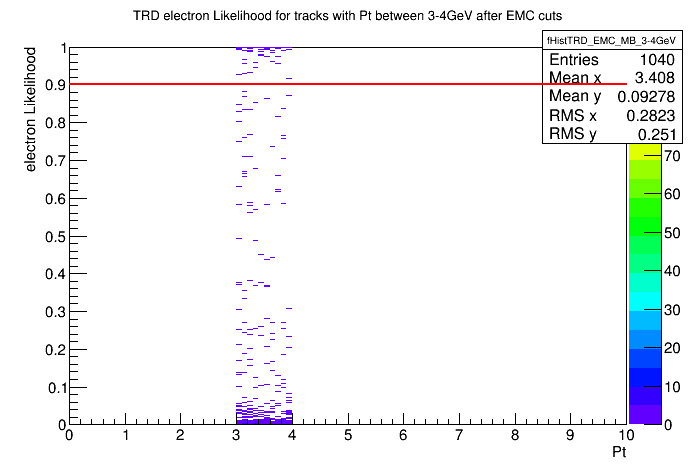 TRD electron Likelihood for tracks with Pt between 3-4GeV after EMC cuts
fHistTRD_EMC_MB_3-4GeV
Entries 1040
Mean x 3.408
Mean y 0.09278
RMS x 0.2823
RMS y 0.251
electron Likelihood
1
0.9
0.8
0.7
0.6
0.5
0.4
0.3
0.2
0.1
0
0 1 2 3 4 5 6 7 8 9 10
Pt
70
60
50
40
30
20
10
0